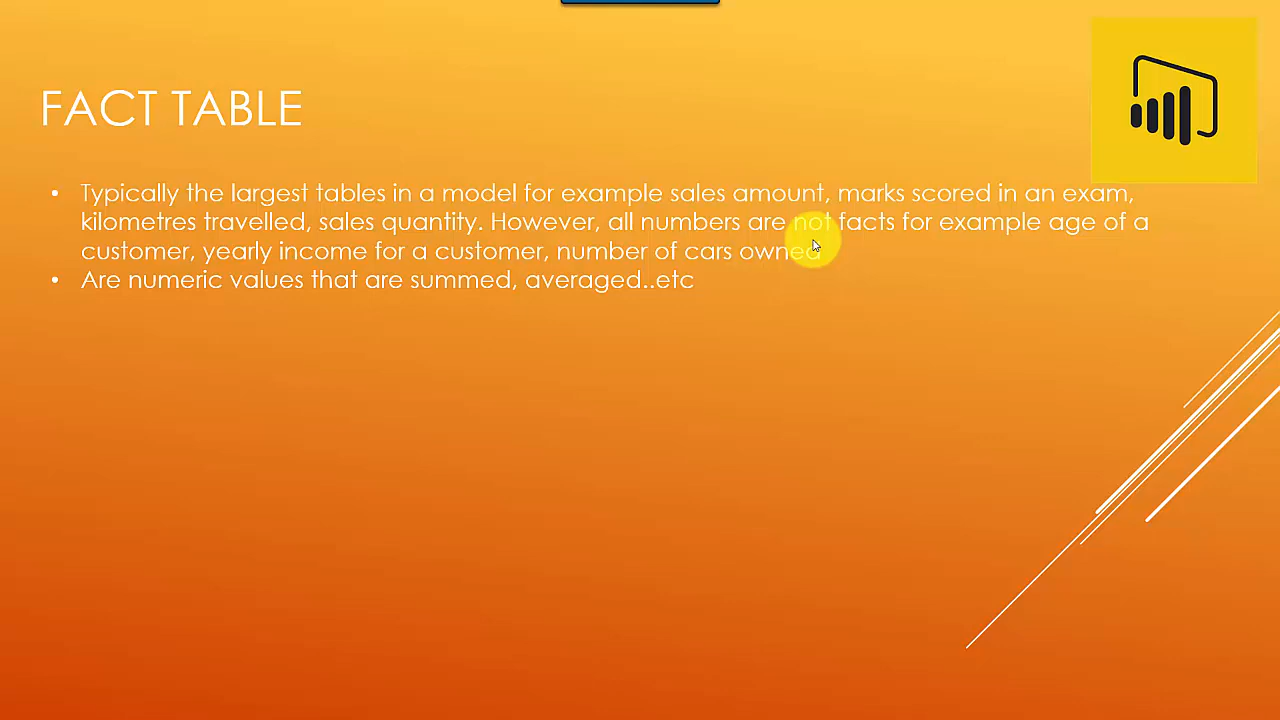 FACT TABLE
• Typically the largest tables in a model for example sales amount, marks scored in an exam,
kilometres travelled, sales quantity. However, all numbers are not facts for example age of a
customer, yearly income for a customer, number of cars owned
• Are numeric values that are summed, averaged..etc